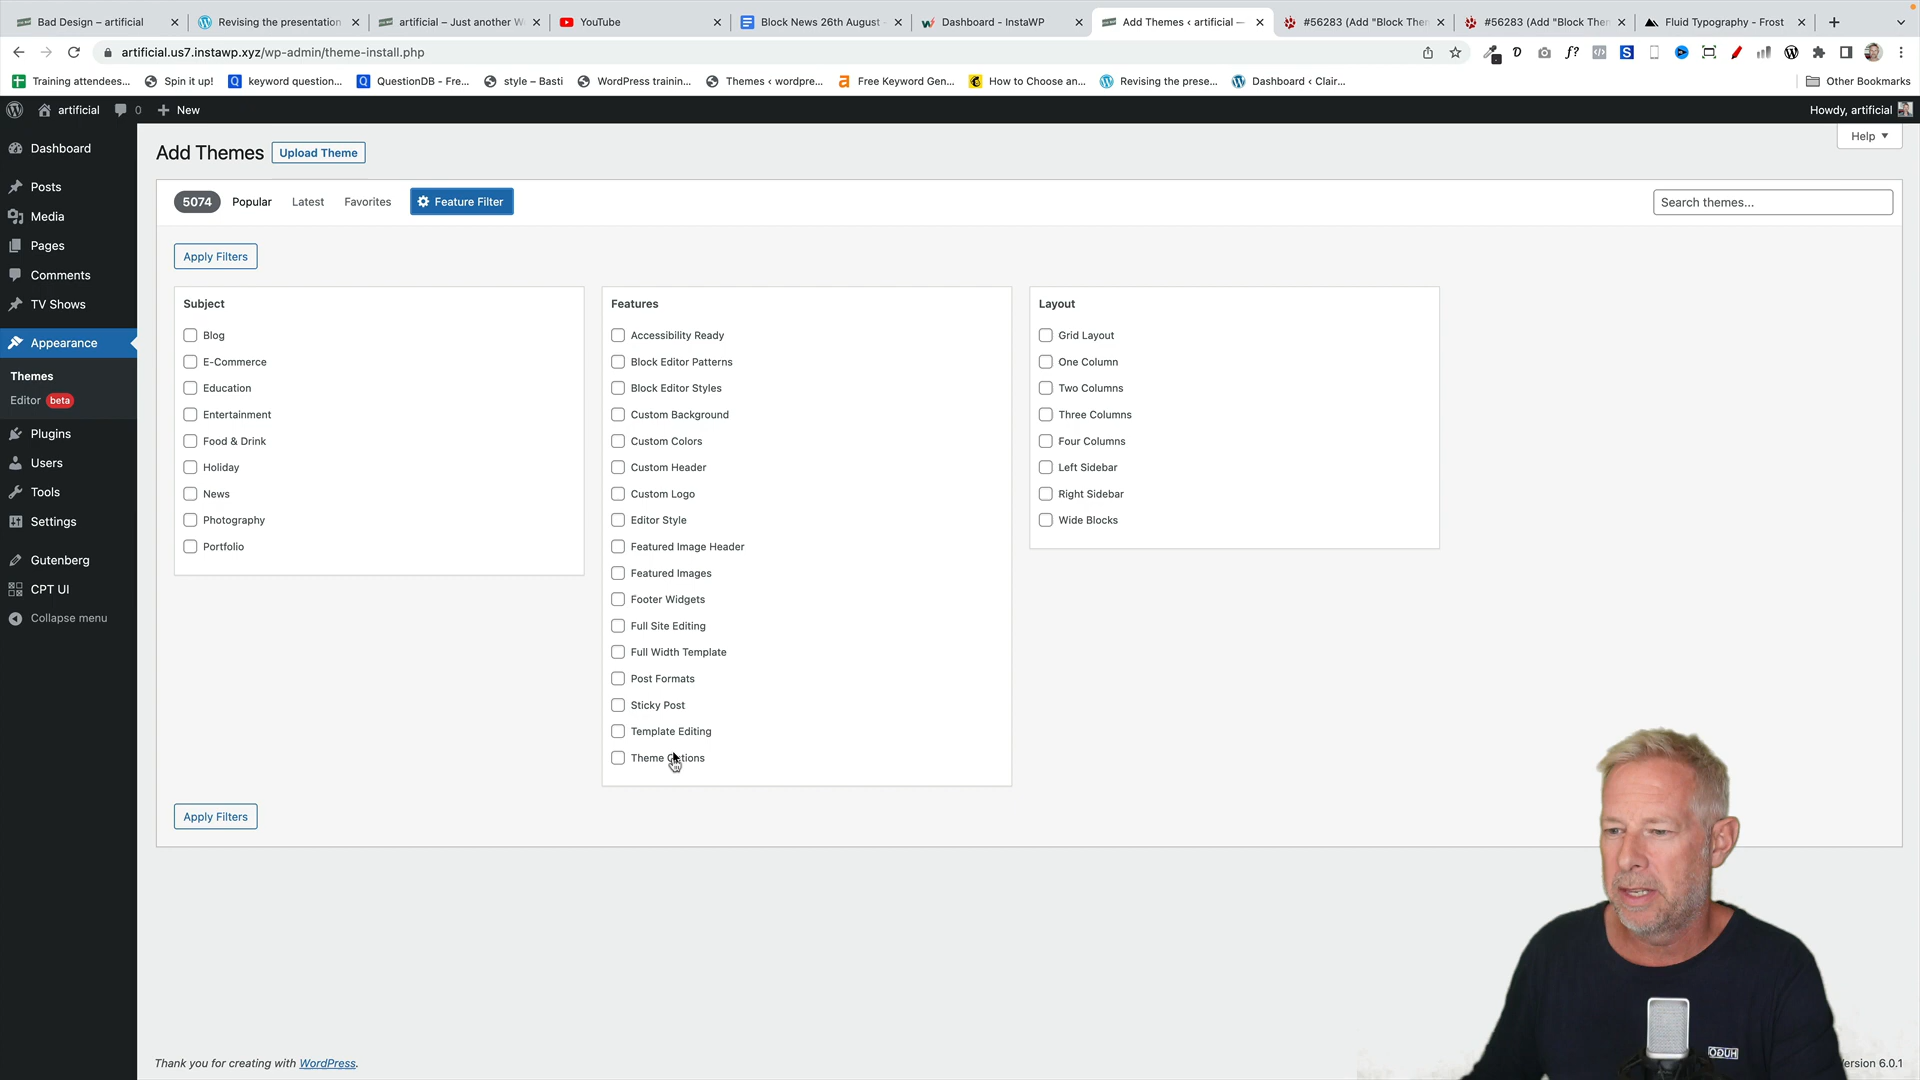 Bad Design – artificial
Revising the presentation
artificial – Just another W
YouTube
Block News 26th August -
Dashboard - InstaWP
Add Themes ‹ artificial —
#56283 (Add "Block Them
#56283 (Add "Block Them
Fluid Typography - Frost
artificial.us7.instawp.xyz/wp-admin/theme-install.php
Training attendees...
Spin it up!
keyword question...
QuestionDB - Fre...
style – Basti
WordPress trainin...
Themes ‹ wordpre...
Free Keyword Gen...
How to Choose an...
Revising the prese...
Dashboard ‹ Clair...
Other Bookmarks
artificial
0
New
Howdy, artificial
Dashboard
Posts
Media
Pages
Comments
TV Shows
Appearance
Themes
Editor beta
Plugins
Users
Tools
Settings
Gutenberg
CPT UI
Collapse menu
Help
Add Themes
Upload Theme
5074
Popular
Latest
Favorites
Feature Filter
Search themes...
Apply Filters
Subject
Blog
E-Commerce
Education
Entertainment
Food & Drink
Holiday
News
Photography
Portfolio
Features
Accessibility Ready
Block Editor Patterns
Block Editor Styles
Custom Background
Custom Colors
Custom Header
Custom Logo
Editor Style
Featured Image Header
Featured Images
Footer Widgets
Full Site Editing
Full Width Template
Post Formats
Sticky Post
Template Editing
Theme Options
Layout
Grid Layout
One Column
Two Columns
Three Columns
Four Columns
Left Sidebar
Right Sidebar
Wide Blocks
Apply Filters
Thank you for creating with WordPress.
ersion 6.0.1